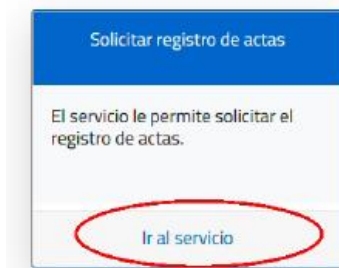 Solicitar registro de actas
El servicio le permite solicitar el
registro de actas.
Ir al servicio